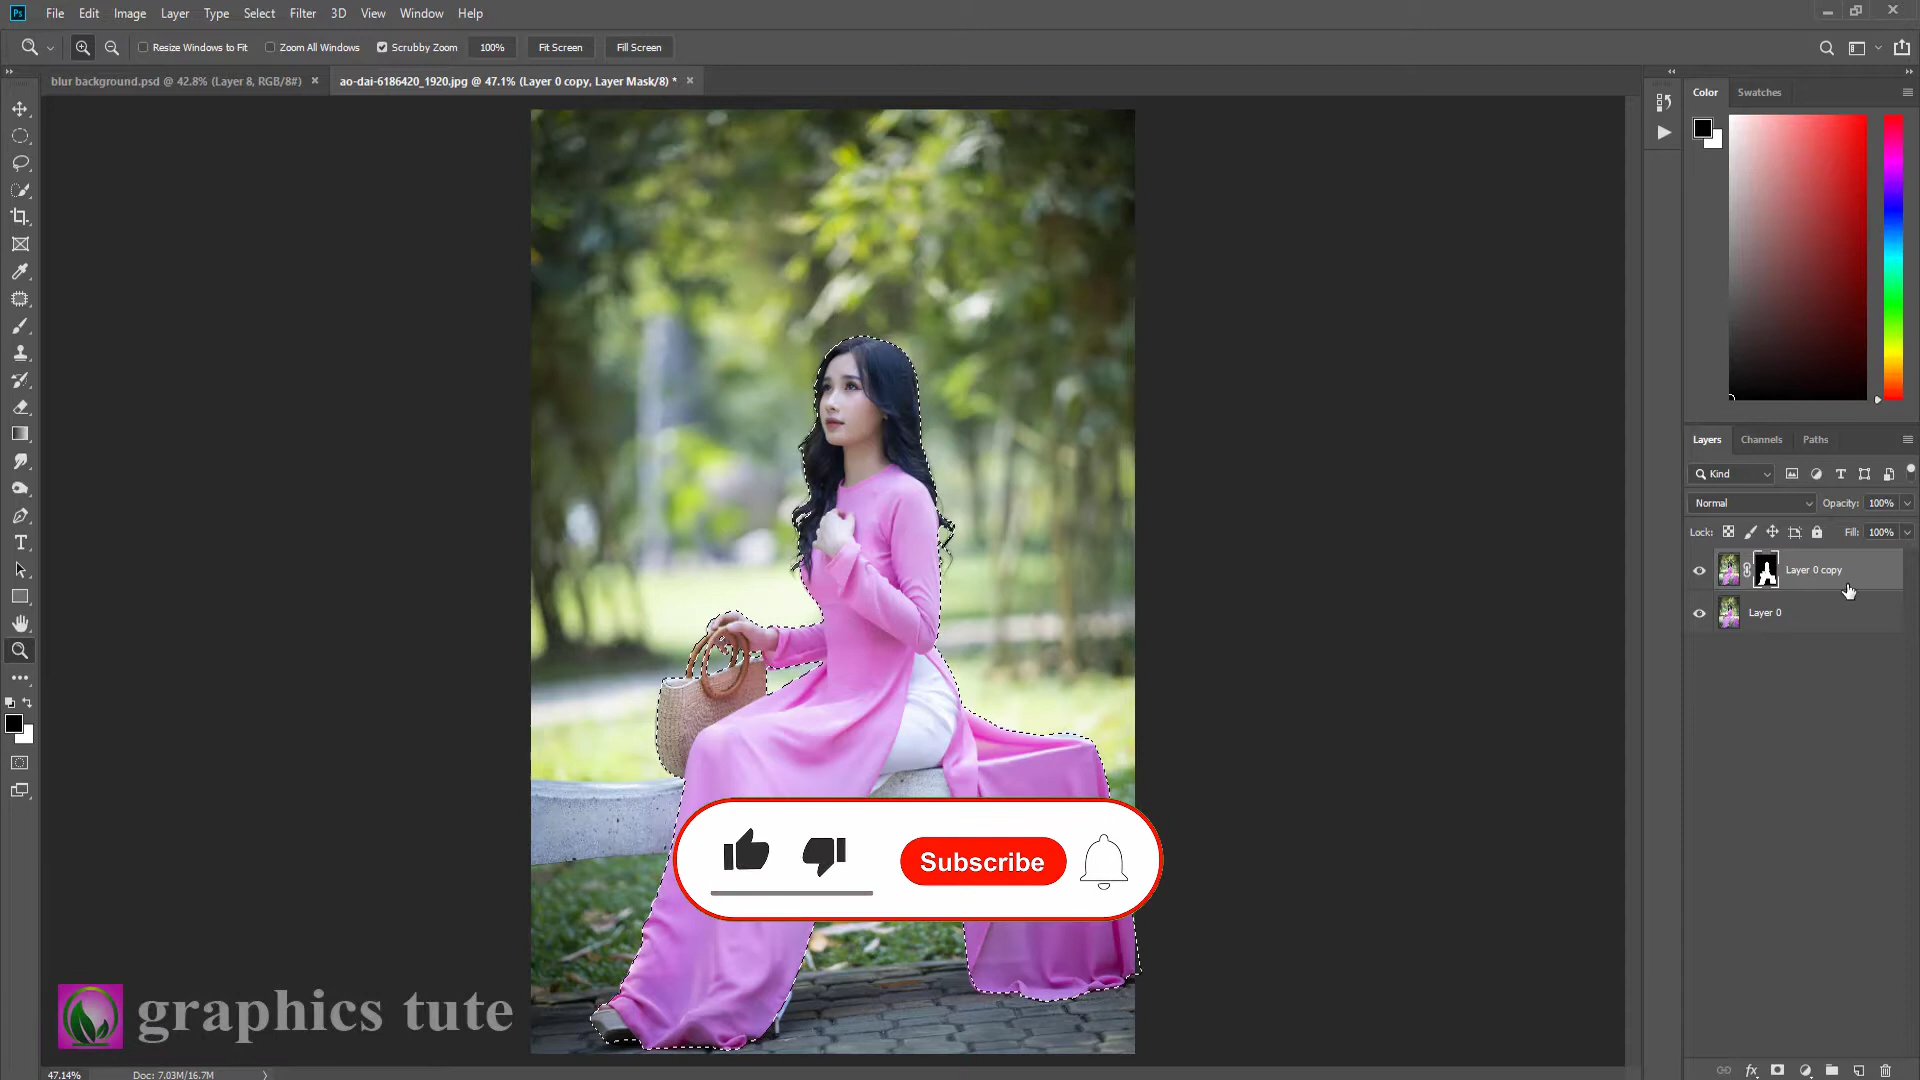 Ps File Edit Image Layer Type Select Filter 3D View Window Help
Resize Windows to Fit Zoom All Windows Scrubby Zoom 100% Fit Screen Fill Screen
blur background.psd @ 42.8% (Layer 8, RGB/8#) × ao-dai-6186420_1920.jpg @ 47.1% (Layer 0 copy, Layer Mask/8) * ×
Color Swatches
Layers Channels Paths
Kind
Normal Opacity: 100%
Lock: Fill: 100%
Layer 0 copy
Layer 0
Subscribe
graphics tute
47.14% Doc: 7.03M/16.7M